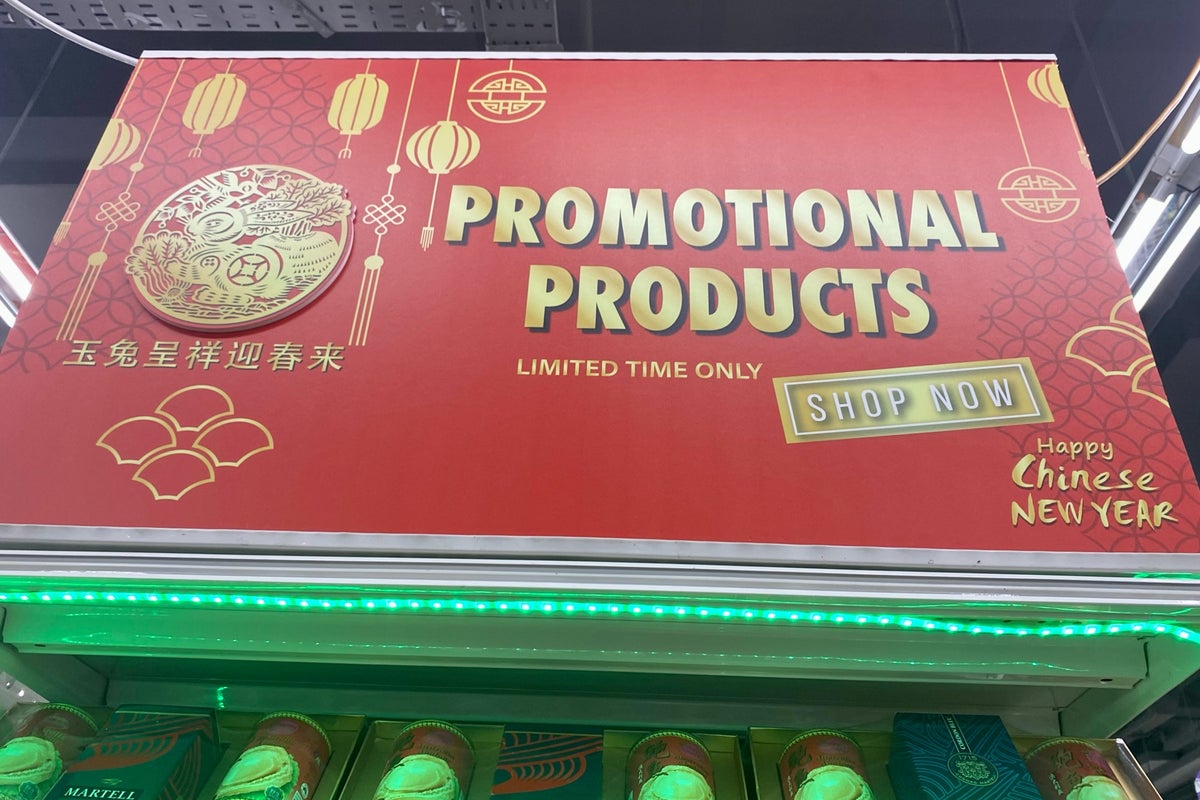 PROMOTIONAL
PRODUCTS
玉兔呈祥迎春来
LIMITED TIME ONLY
SHOP NOW
Happy
Chinese
NEW YEAR
MARTELL
1715